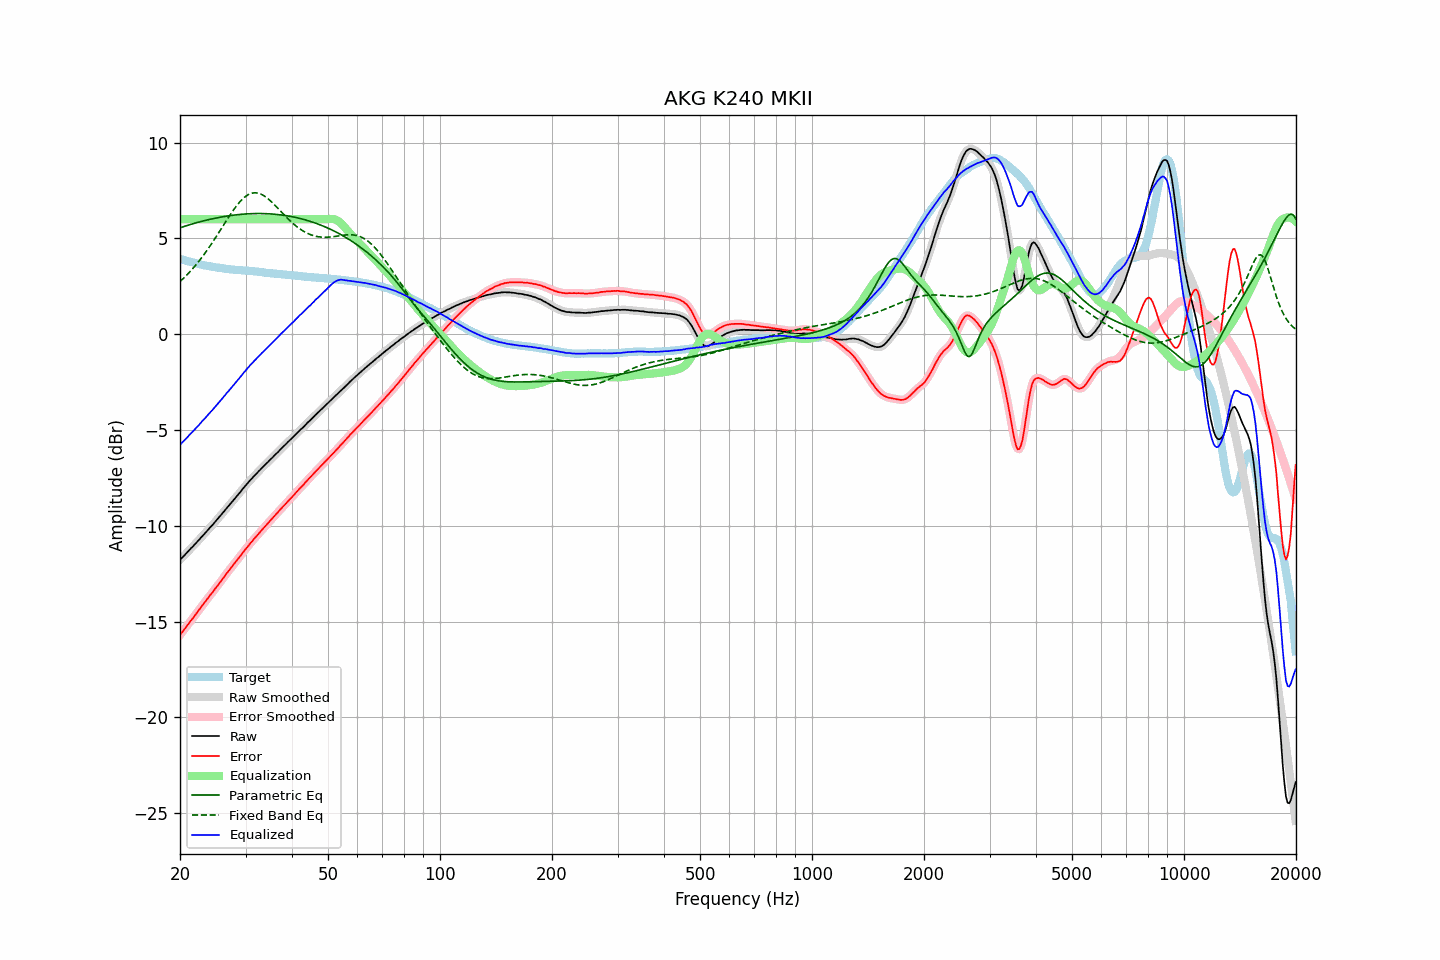 AKG K240 MKII
Amplitude (dBr)
10
5
0
−5
−10
−15
−20
−25
Target
Raw Smoothed
Error Smoothed
Raw
Error
Equalization
Parametric Eq
Fixed Band Eq
Equalized
20 50 100 200 500 1000 2000 5000 10000 20000
Frequency (Hz)